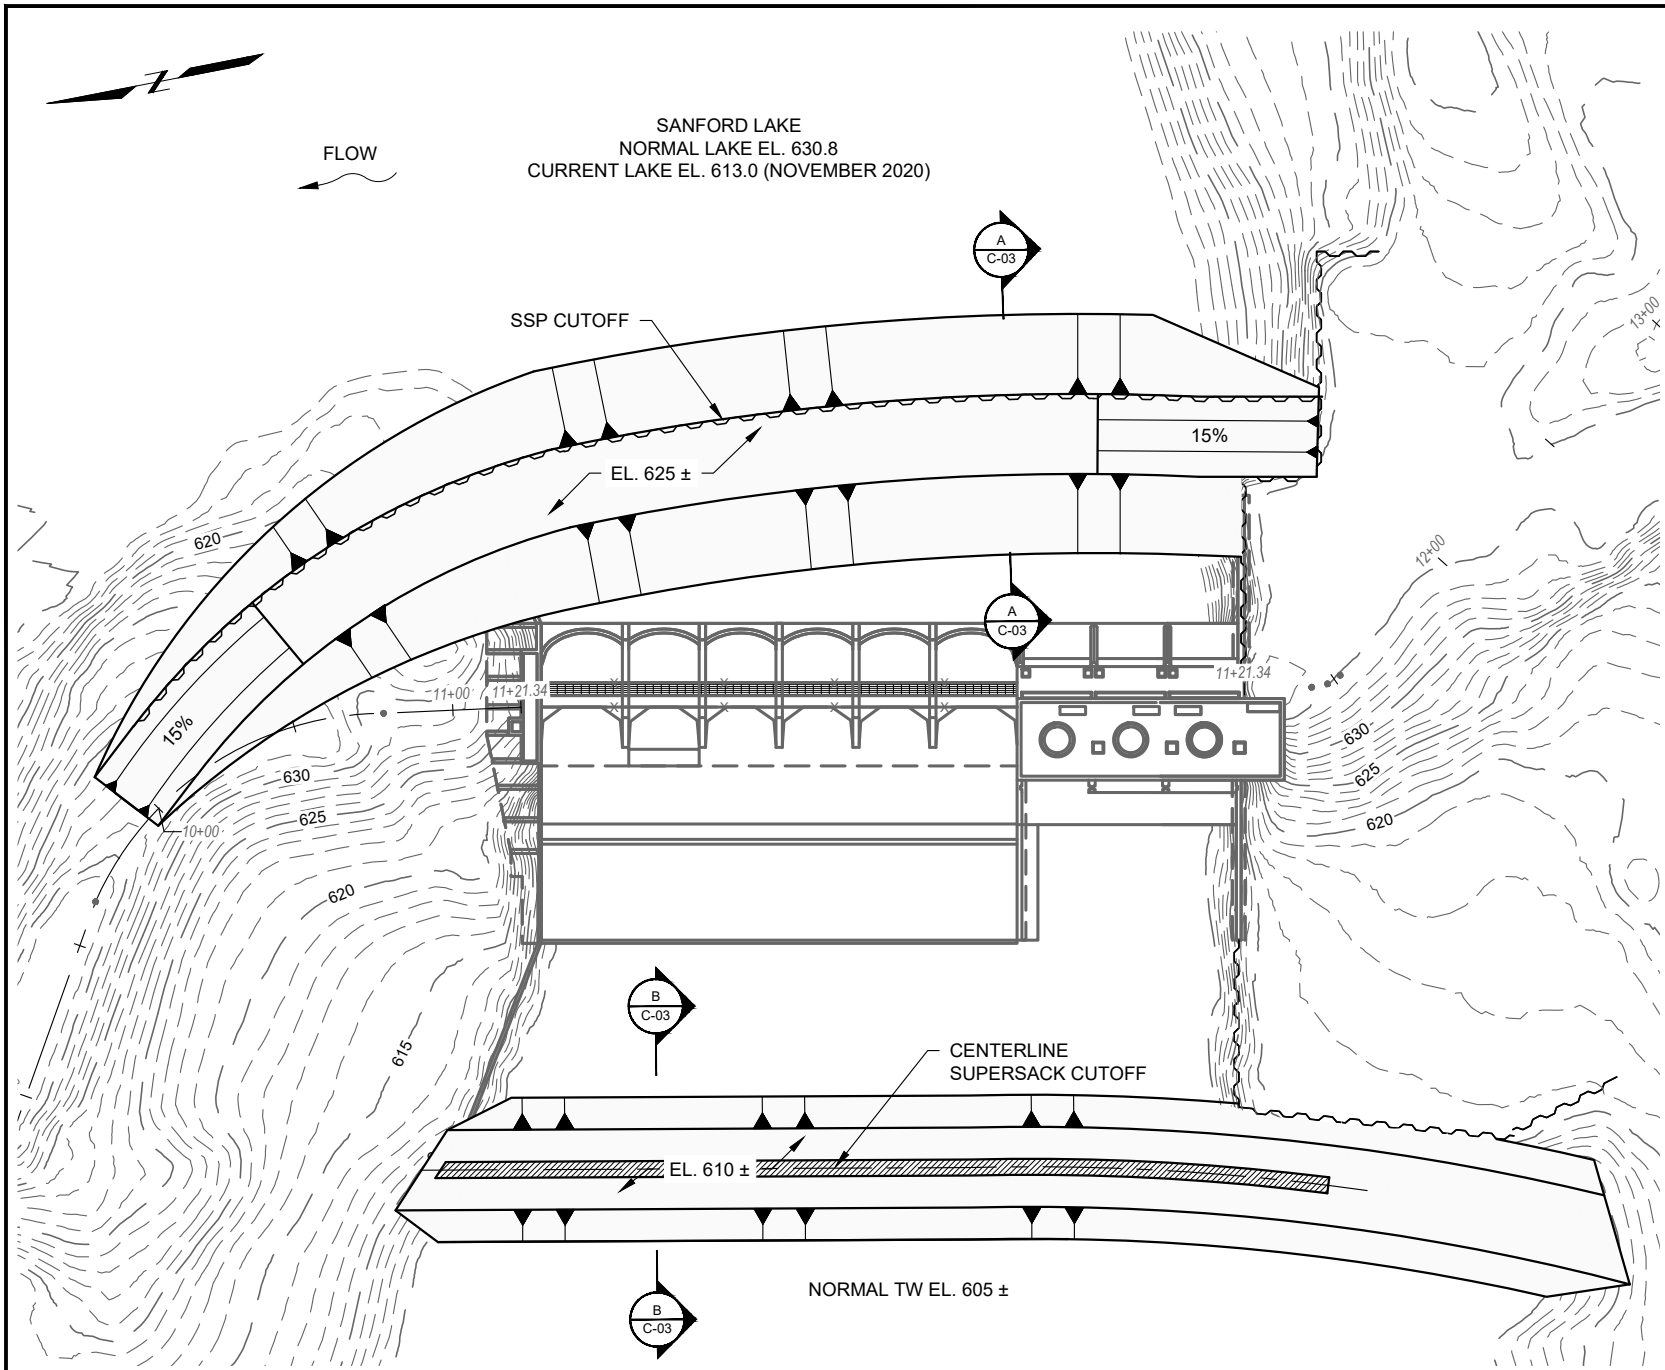 N
FLOW
SANFORD LAKE
NORMAL LAKE EL. 630.8
CURRENT LAKE EL. 613.0 (NOVEMBER 2020)
A
C-03
13+00
SSP CUTOFF
15%
EL. 625 ±
620
12+00
A
C-03
11+00
11+21.34
11+21.34
15%
630
630
625
625
10+00
620
620
615
B
C-03
CENTERLINE
SUPERSACK CUTOFF
EL. 610 ±
NORMAL TW EL. 605 ±
B
C-03